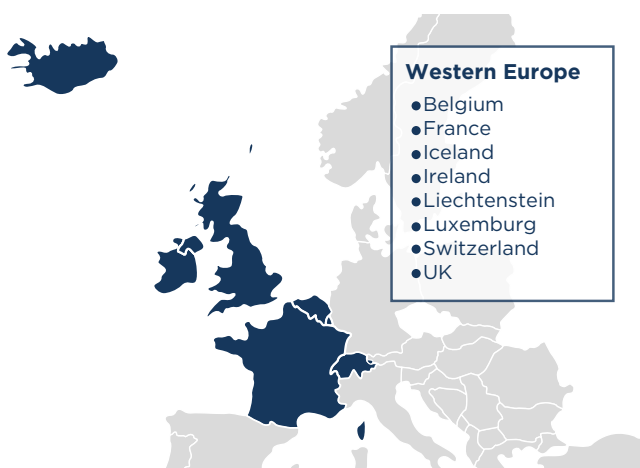 Western Europe
●Belgium
●France
●Iceland
●Ireland
●Liechtenstein
●Luxemburg
●Switzerland
●UK